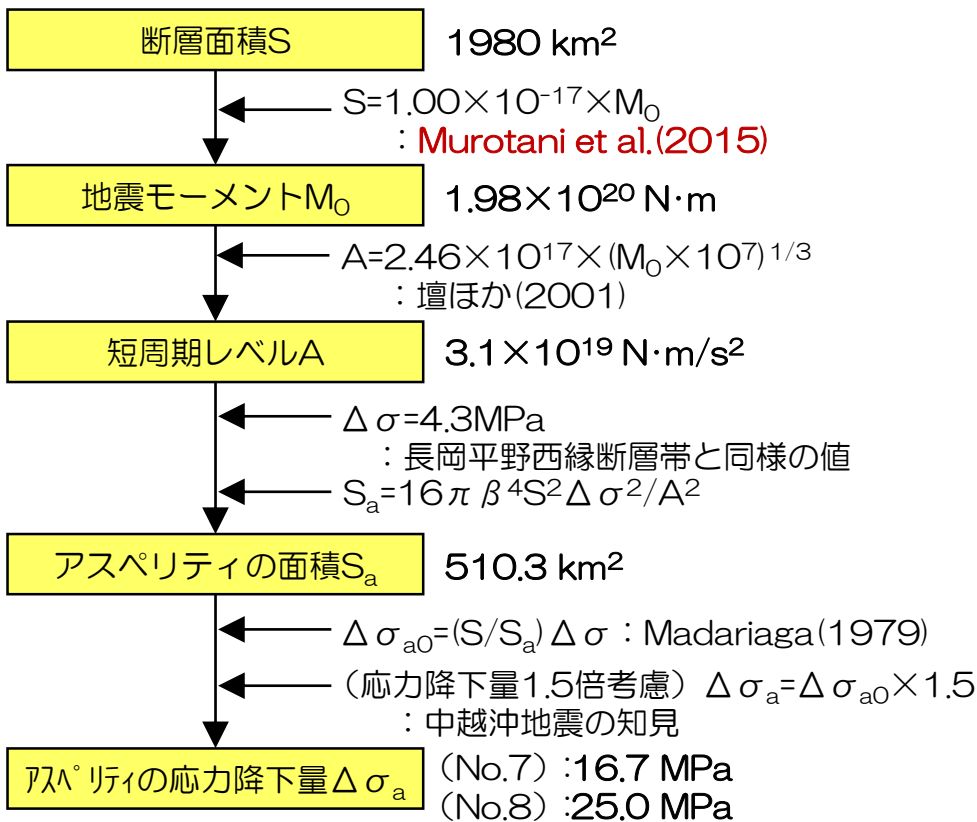 断層面積S 1980 km²
S=1.00×10⁻¹⁷×M₀
：Murotani et al.(2015)
地震モーメントM₀ 1.98×10²⁰ N·m
A=2.46×10¹⁷×(M₀×10⁷)¹ᐟ³
：壇ほか(2001)
短周期レベルA 3.1×10¹⁹ N·m/s²
Δσ=4.3MPa
：長岡平野西縁断層帯と同様の値
Sₐ=16πβ⁴S²Δσ²/A²
アスペリティの面積Sₐ 510.3 km²
Δσₐ₀=(S/Sₐ)Δσ：Madariaga(1979)
（応力降下量1.5倍考慮）Δσₐ=Δσₐ₀×1.5
：中越沖地震の知見
ｱｽﾍﾟﾘﾃｨの応力降下量Δσₐ
（No.7）:16.7 MPa
（No.8）:25.0 MPa